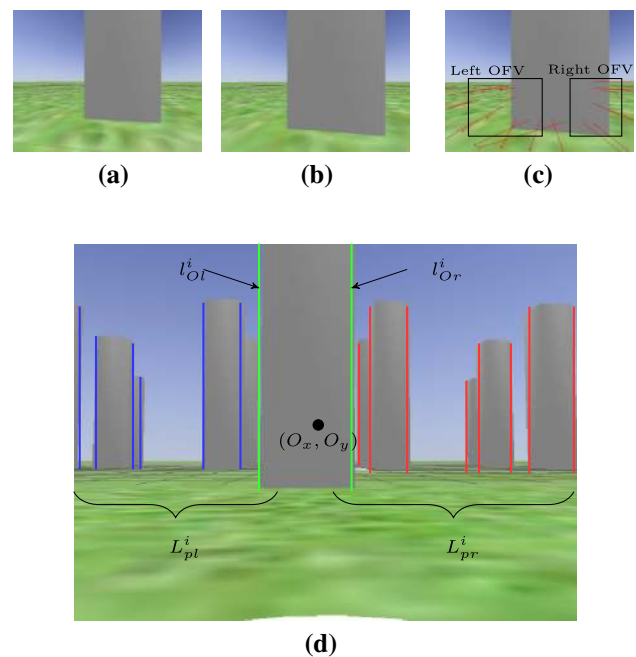 Left OFV Right OFV
(a) (b) (c)
$l^i_{Ol}$ $l^i_{Or}$
$(O_x, O_y)$
$L^i_{pl}$ $L^i_{pr}$
(d)